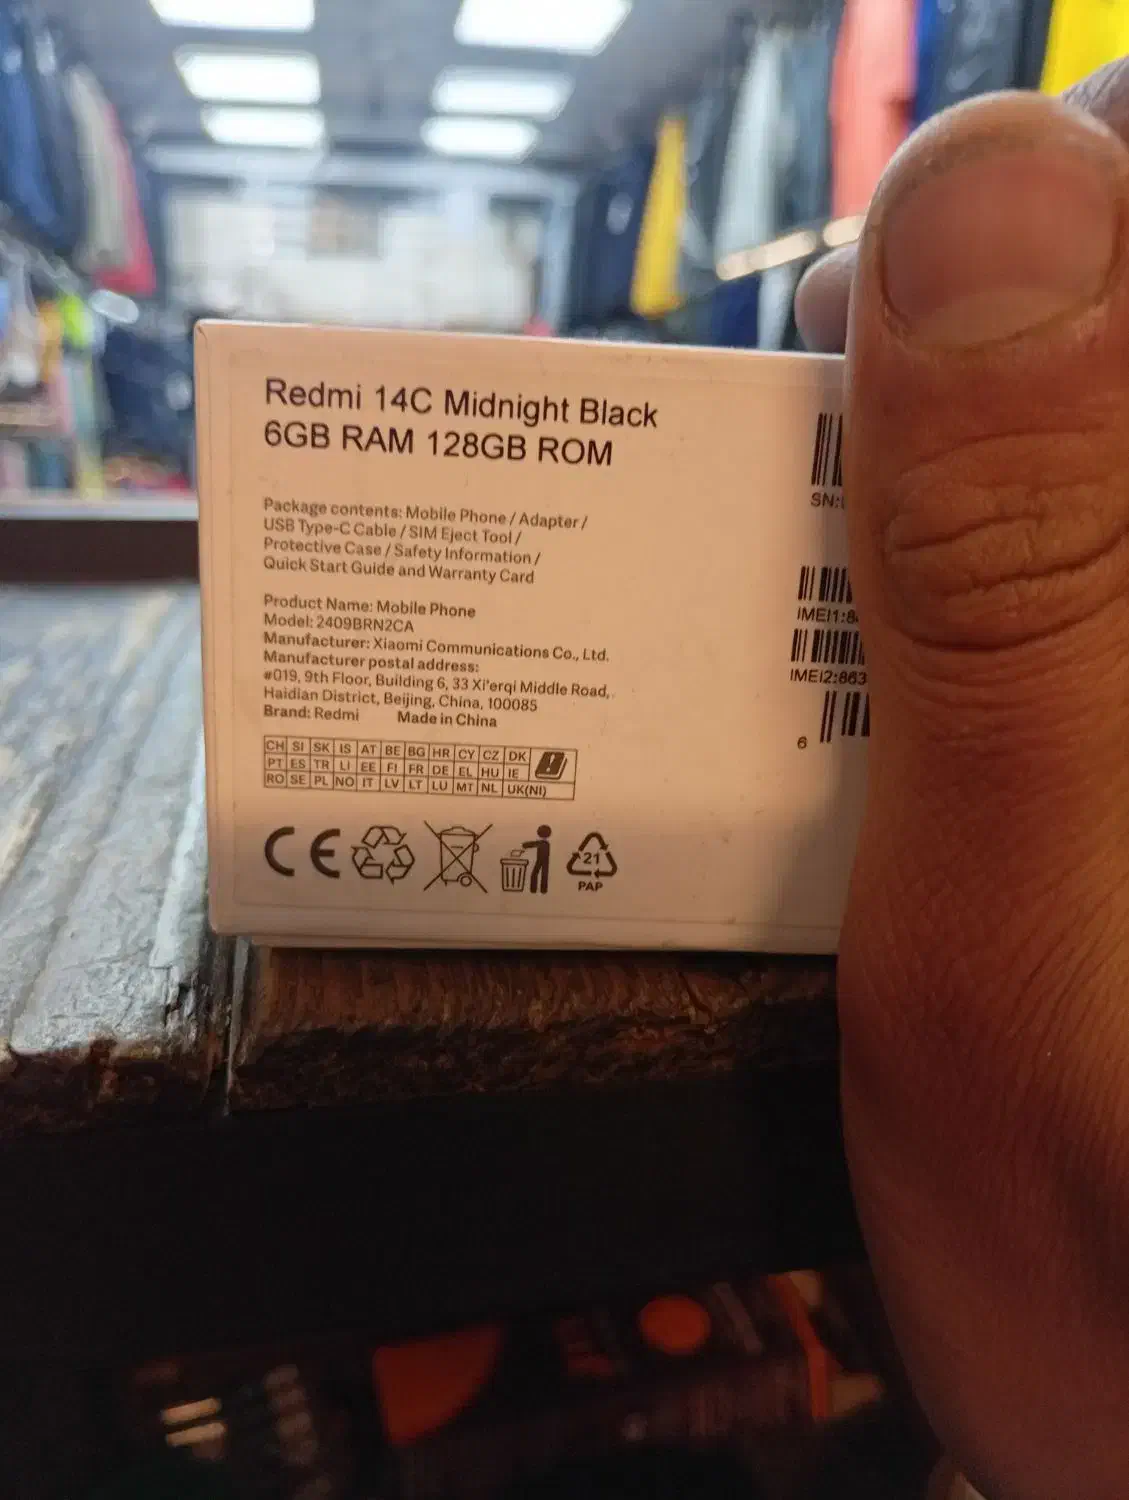 Redmi 14C Midnight Black
6GB RAM 128GB ROM
Package contents: Mobile Phone / Adapter /
USB Type-C Cable / SIM Eject Tool /
Protective Case / Safety Information /
Quick Start Guide and Warranty Card
Product Name: Mobile Phone
Model: 2409BRN2CA
Manufacturer: Xiaomi Communications Co., Ltd.
Manufacturer postal address:
#019, 9th Floor, Building 6, 33 Xi'erqi Middle Road,
Haidian District, Beijing, China, 100085
Brand: Redmi Made in China
CH SI SK IS AT BE BG HR CY CZ DK
PT ES TR LI EE FI FR DE EL HU IE
RO SE PL NO IT LV LT LU MT NL UK(NI)
CE
21
PAP
SN:
IMEI1:8
IMEI2:863
6